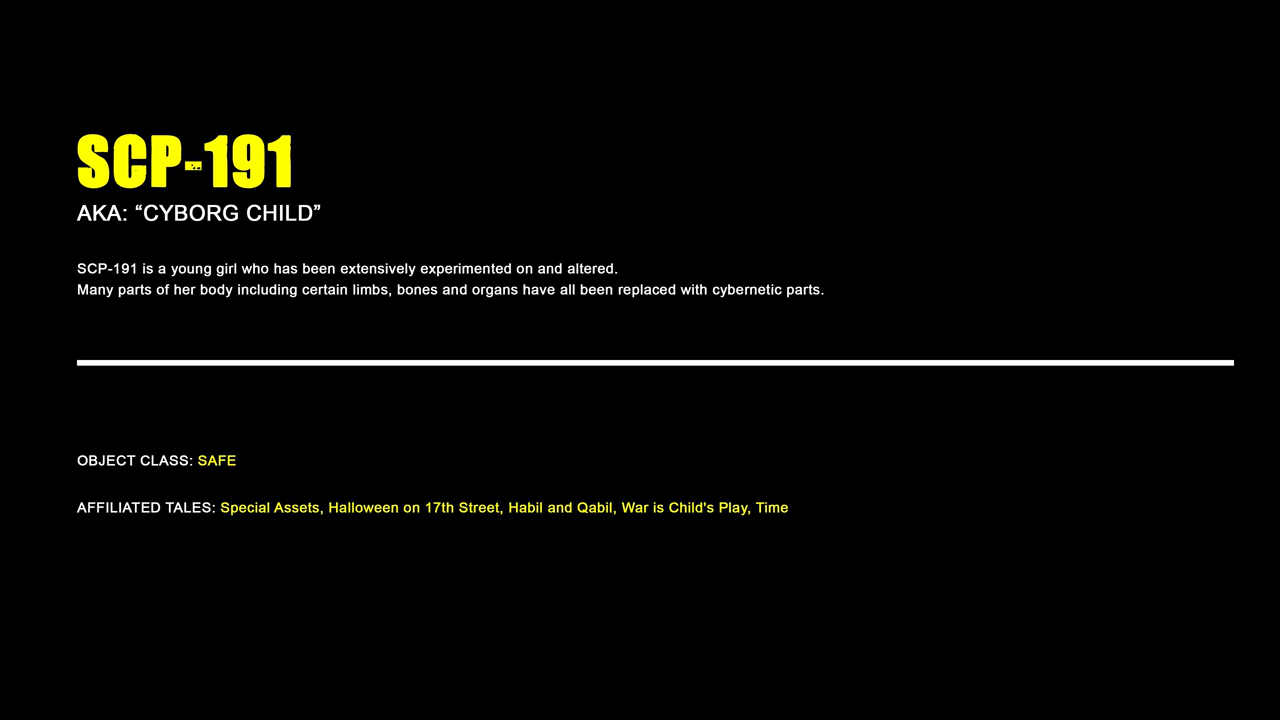 SCP-191
AKA: “CYBORG CHILD”
SCP-191 is a young girl who has been extensively experimented on and altered.
Many parts of her body including certain limbs, bones and organs have all been replaced with cybernetic parts.
OBJECT CLASS: SAFE
AFFILIATED TALES: Special Assets, Halloween on 17th Street, Habil and Qabil, War is Child's Play, Time